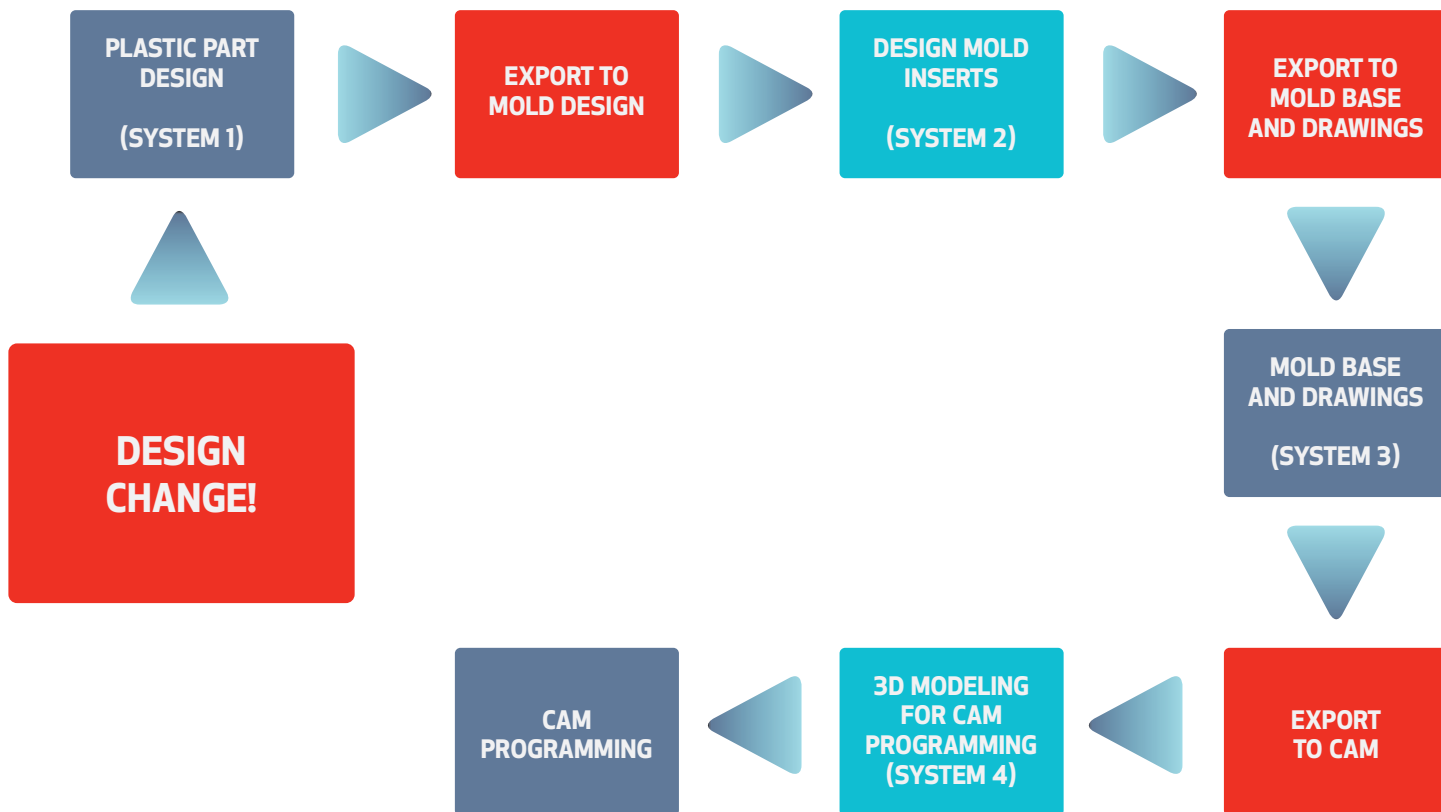 PLASTIC PART
DESIGN
(SYSTEM 1)
EXPORT TO
MOLD DESIGN
DESIGN MOLD
INSERTS
(SYSTEM 2)
EXPORT TO
MOLD BASE
AND DRAWINGS
MOLD BASE
AND DRAWINGS
(SYSTEM 3)
EXPORT
TO CAM
3D MODELING
FOR CAM
PROGRAMMING
(SYSTEM 4)
CAM
PROGRAMMING
DESIGN
CHANGE!